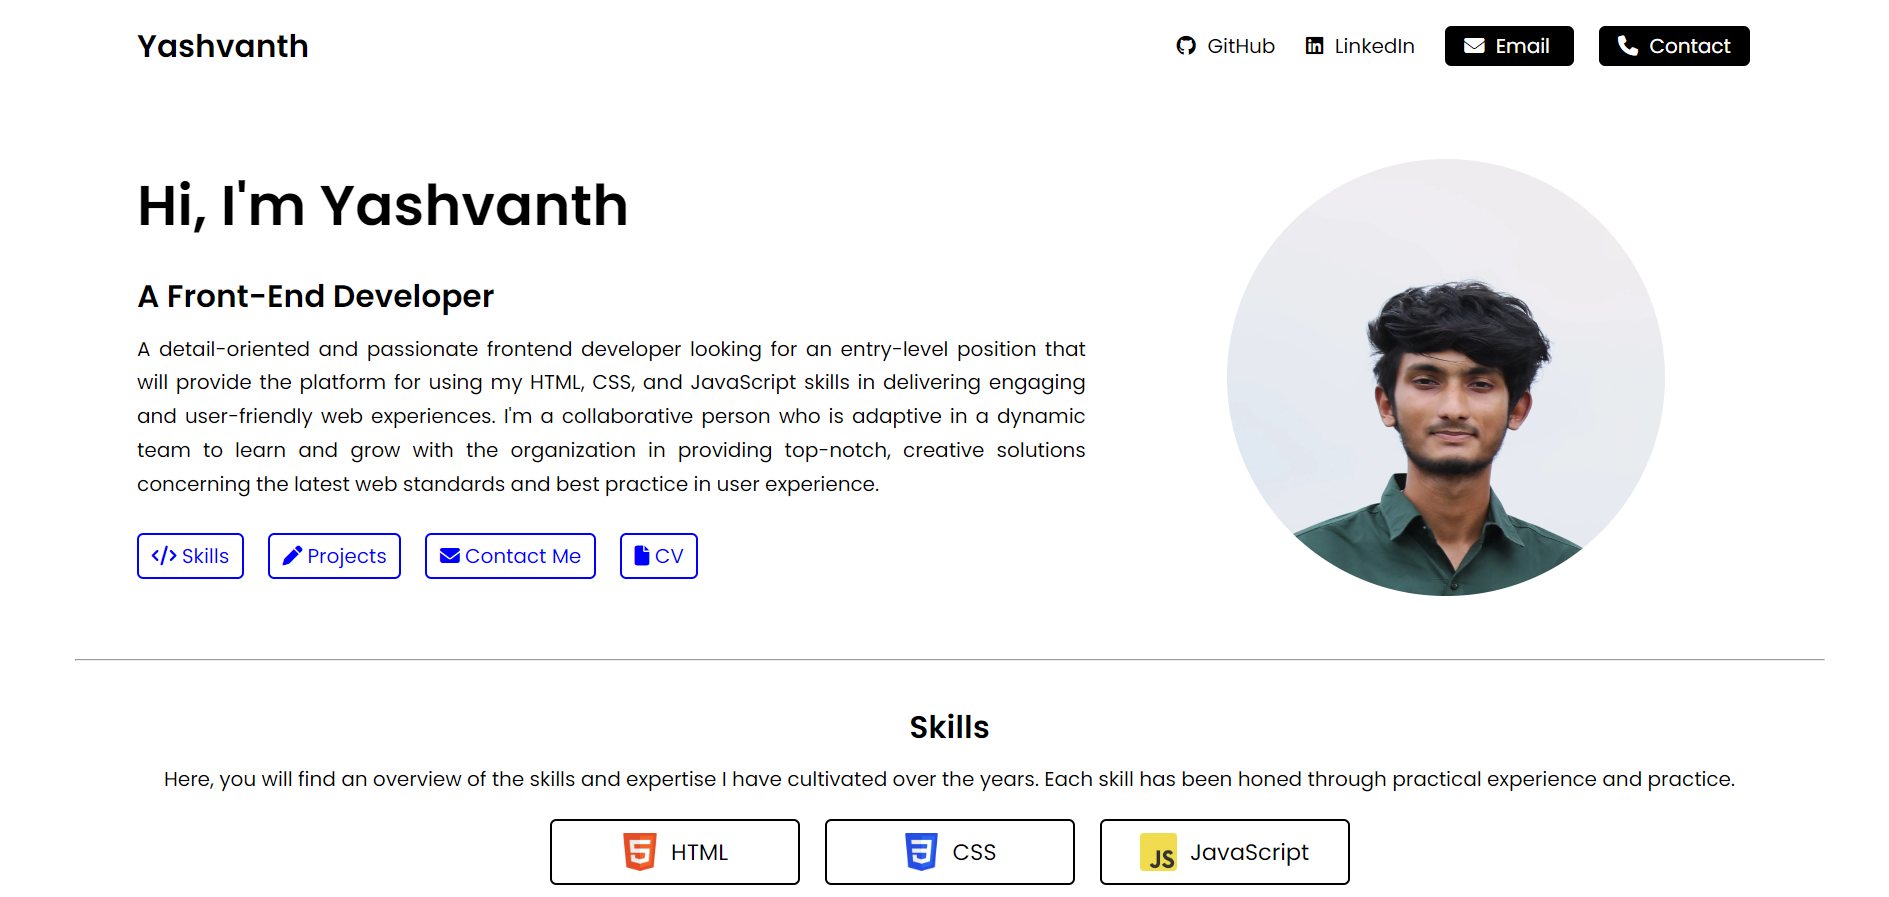 Yashvanth
GitHub
LinkedIn
Email
Contact
Hi, I'm Yashvanth
A Front-End Developer
A detail-oriented and passionate frontend developer looking for an entry-level position that
will provide the platform for using my HTML, CSS, and JavaScript skills in delivering engaging
and user-friendly web experiences. I'm a collaborative person who is adaptive in a dynamic
team to learn and grow with the organization in providing top-notch, creative solutions
concerning the latest web standards and best practice in user experience.
</> Skills
Projects
Contact Me
CV
Skills
Here, you will find an overview of the skills and expertise I have cultivated over the years. Each skill has been honed through practical experience and practice.
5 HTML
3 CSS
JS JavaScript